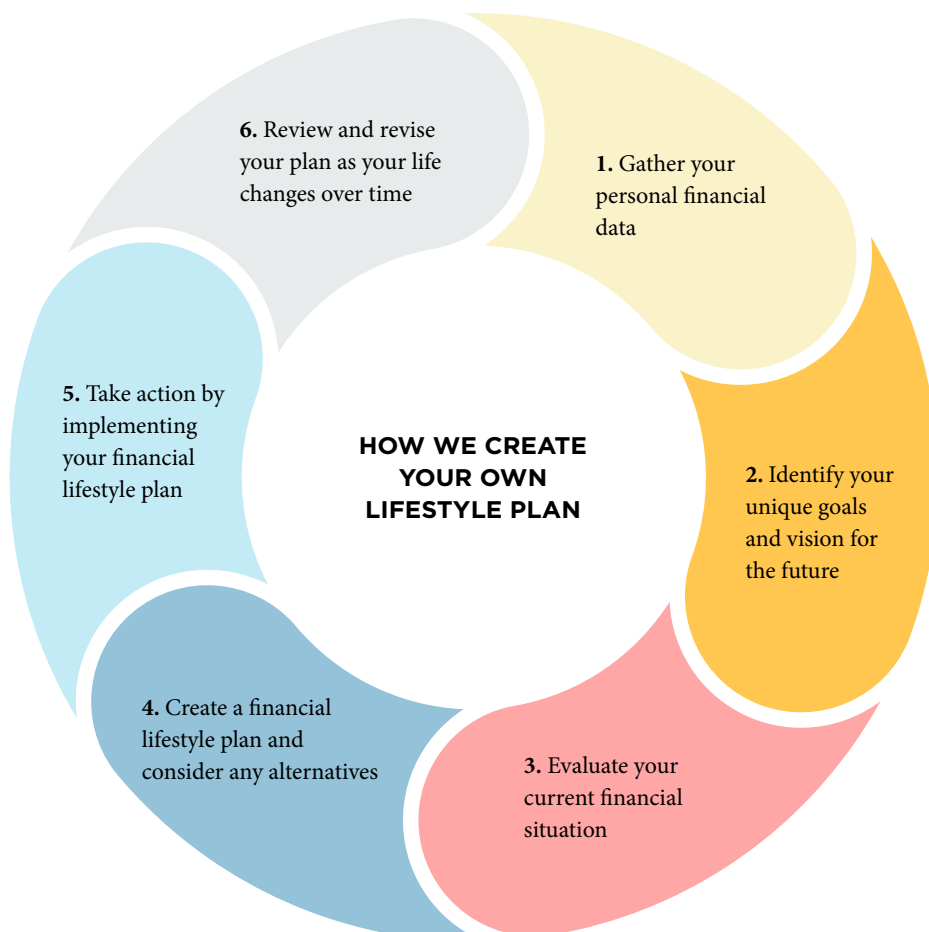 HOW WE CREATE
YOUR OWN
LIFESTYLE PLAN
1. Gather your
personal financial
data
2. Identify your
unique goals
and vision for
the future
3. Evaluate your
current financial
situation
4. Create a financial
lifestyle plan and
consider any alternatives
5. Take action by
implementing
your financial
lifestyle plan
6. Review and revise
your plan as your life
changes over time